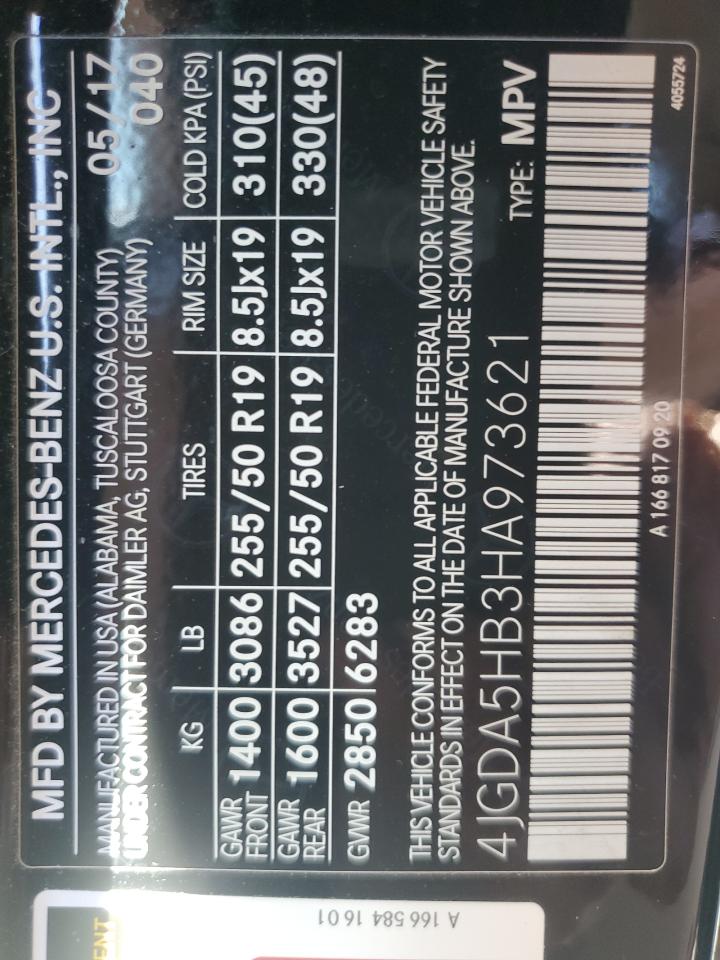 MFD BY MERCEDES-BENZ U.S. INTL., INC
MANUFACTURED IN USA (ALABAMA, TUSCALOOSA COUNTY) 05/17
UNDER CONTRACT FOR DAIMLER AG, STUTTGART (GERMANY) 040
KG LB TIRES RIM SIZE COLD KPA (PSI)
GAWR FRONT 1400 3086 255/50 R19 8.5Jx19 310(45)
GAWR REAR 1600 3527 255/50 R19 8.5Jx19 330(48)
GVWR 2850 6283
THIS VEHICLE CONFORMS TO ALL APPLICABLE FEDERAL MOTOR VEHICLE SAFETY
STANDARDS IN EFFECT ON THE DATE OF MANUFACTURE SHOWN ABOVE.
4JGDA5HB3HA973621 TYPE: MPV
A 166 817 09 20
4055724
A 166 584 16 01